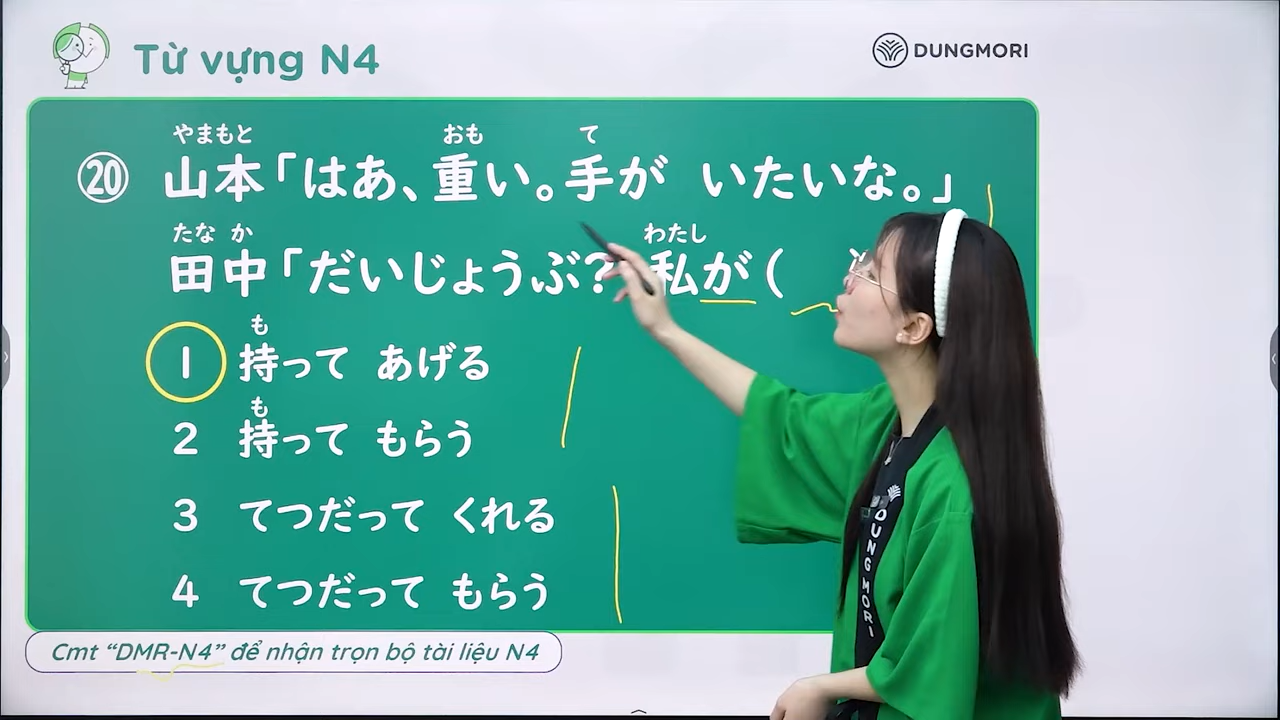 Từ vựng N4
DUNGMORI
やまもと おも て
⑳ 山本「はあ、重い。手が いたいな。」
たな か わたし
田中「だいじょうぶ? 私が(
も
1 持って あげる
も
2 持って もらう
3 てつだって くれる
4 てつだって もらう
Cmt “DMR-N4” để nhận trọn bộ tài liệu N4
DUNGMORI